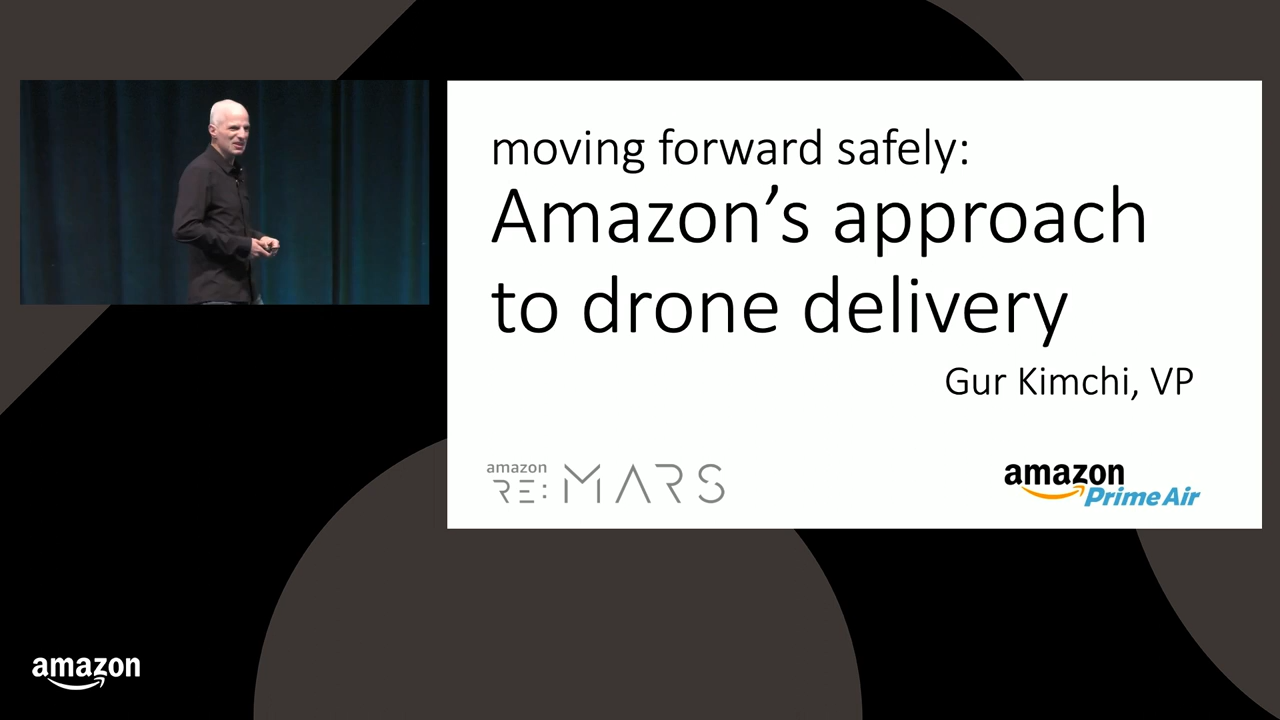 moving forward safely:
Amazon’s approach
to drone delivery
Gur Kimchi, VP
amazon
RE: MARS
amazon
Prime Air
amazon